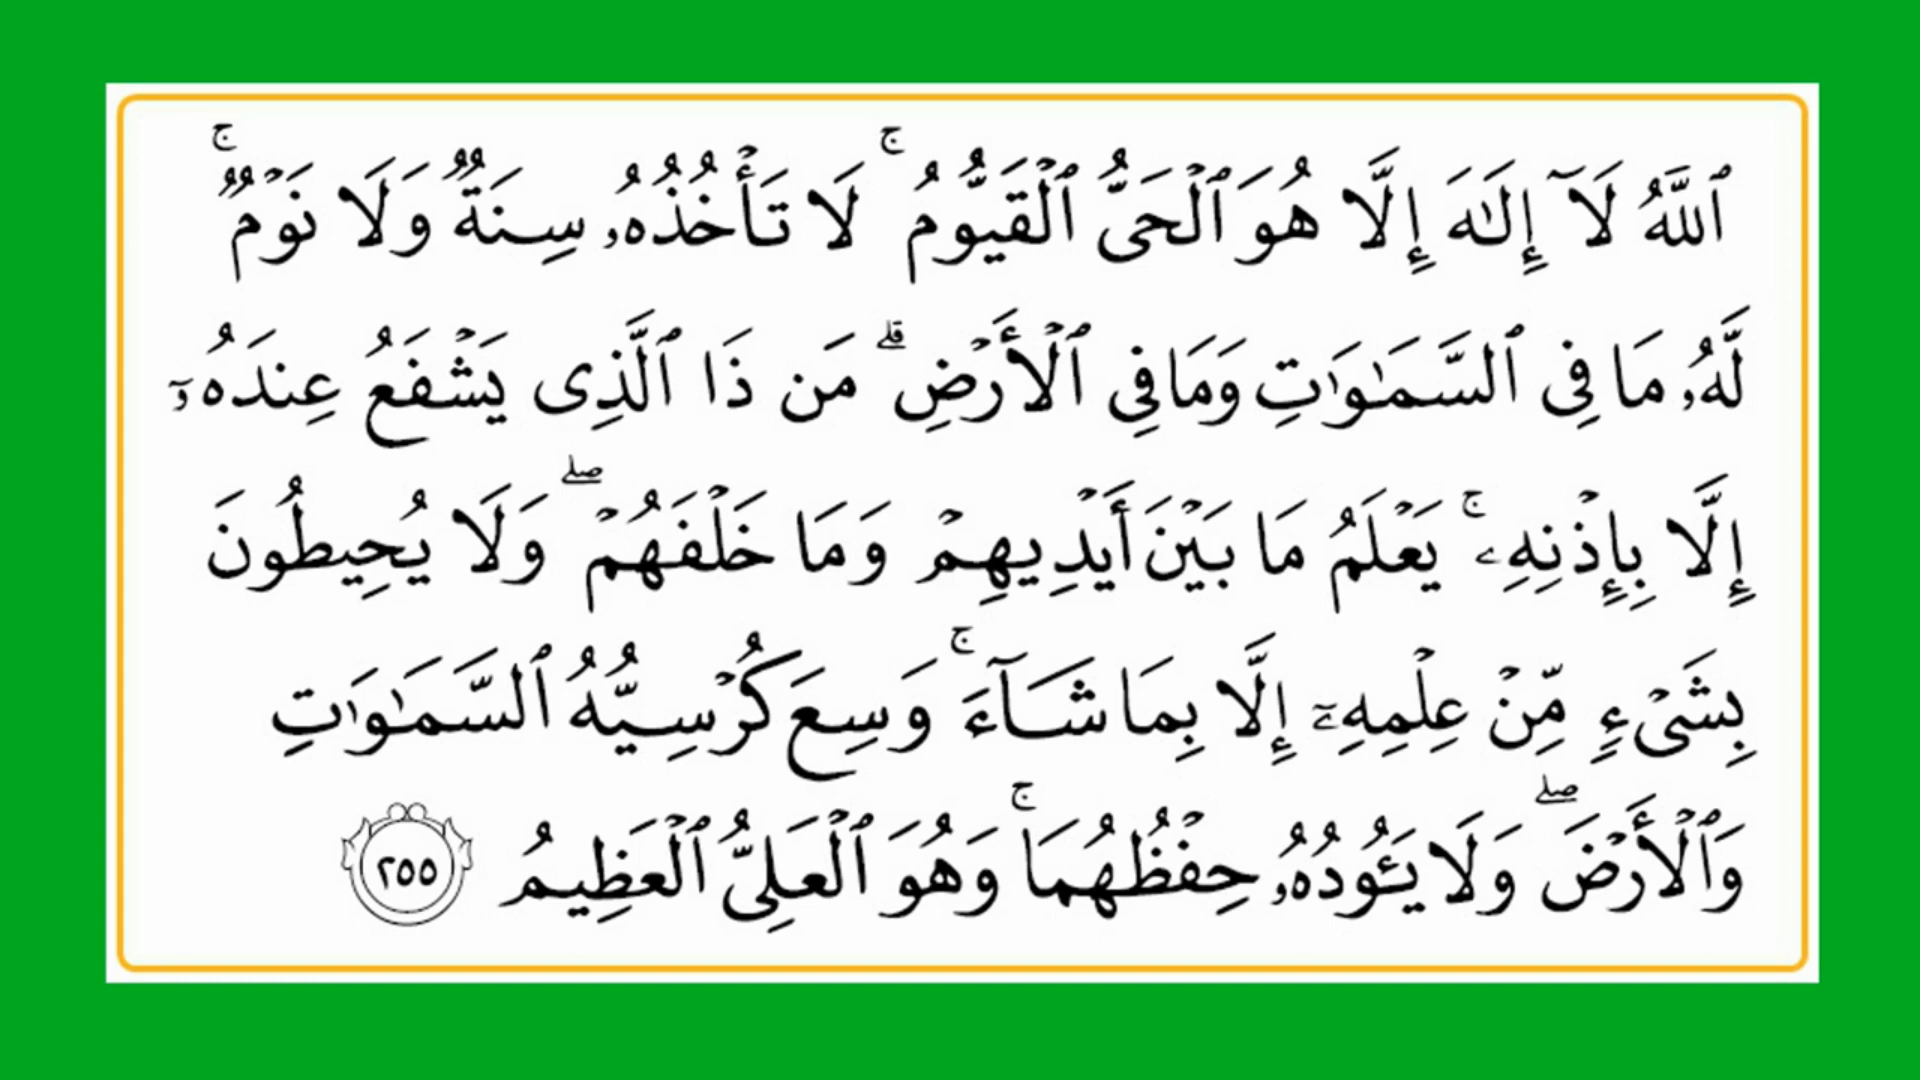 ٱللَّهُ لَآ إِلَٰهَ إِلَّا هُوَ ٱلۡحَيُّ ٱلۡقَيُّومُۚ لَا تَأۡخُذُهُۥ سِنَةٌ وَلَا نَوۡمٌۚ
لَّهُۥ مَا فِى ٱلسَّمَٰوَٰتِ وَمَا فِى ٱلۡأَرۡضِۗ مَن ذَا ٱلَّذِى يَشۡفَعُ عِندَهُۥٓ
إِلَّا بِإِذۡنِهِۦۚ يَعۡلَمُ مَا بَيۡنَ أَيۡدِيهِمۡ وَمَا خَلۡفَهُمۡۖ وَلَا يُحِيطُونَ
بِشَىۡءٍ مِّنۡ عِلۡمِهِۦٓ إِلَّا بِمَا شَآءَۚ وَسِعَ كُرۡسِيُّهُ ٱلسَّمَٰوَٰتِ
وَٱلۡأَرۡضَۖ وَلَا يَـُٔودُهُۥ حِفۡظُهُمَاۚ وَهُوَ ٱلۡعَلِىُّ ٱلۡعَظِيمُ ٢٥٥